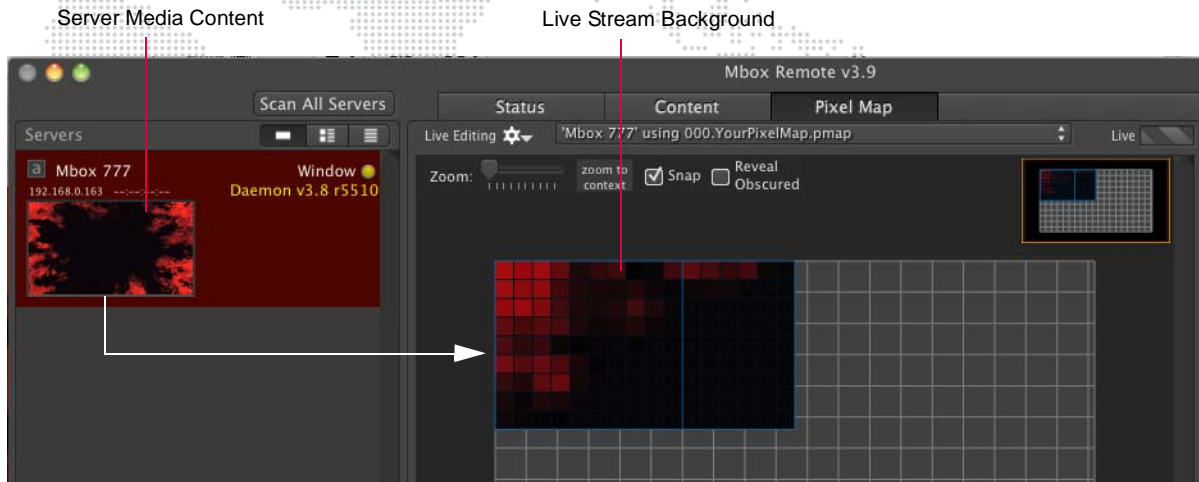 Server Media Content
Live Stream Background
Mbox Remote v3.9
Scan All Servers
Status
Content
Pixel Map
Servers
Live Editing
'Mbox 777' using 000.YourPixelMap.pmap
Live
a
Mbox 777
Window
192.168.0.163 --:--:--:--
Daemon v3.8 r5510
Zoom:
zoom to
context
Snap
Reveal
Obscured